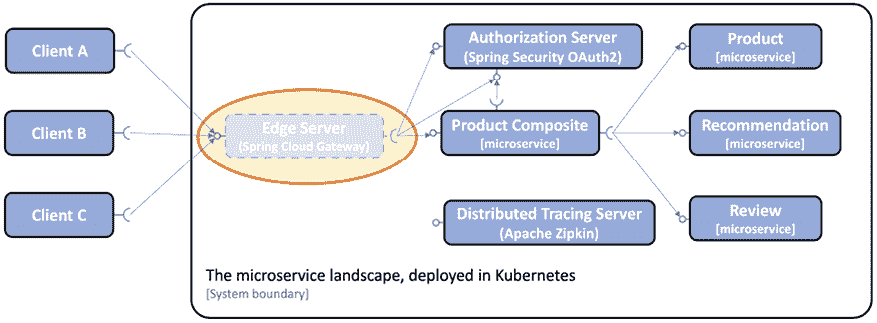 Client A
Client B
Client C
Edge Server
(Spring Cloud Gateway)
Authorization Server
(Spring Security OAuth2)
Product Composite
[microservice]
Distributed Tracing Server
(Apache Zipkin)
Product
[microservice]
Recommendation
[microservice]
Review
[microservice]
The microservice landscape, deployed in Kubernetes
[System boundary]